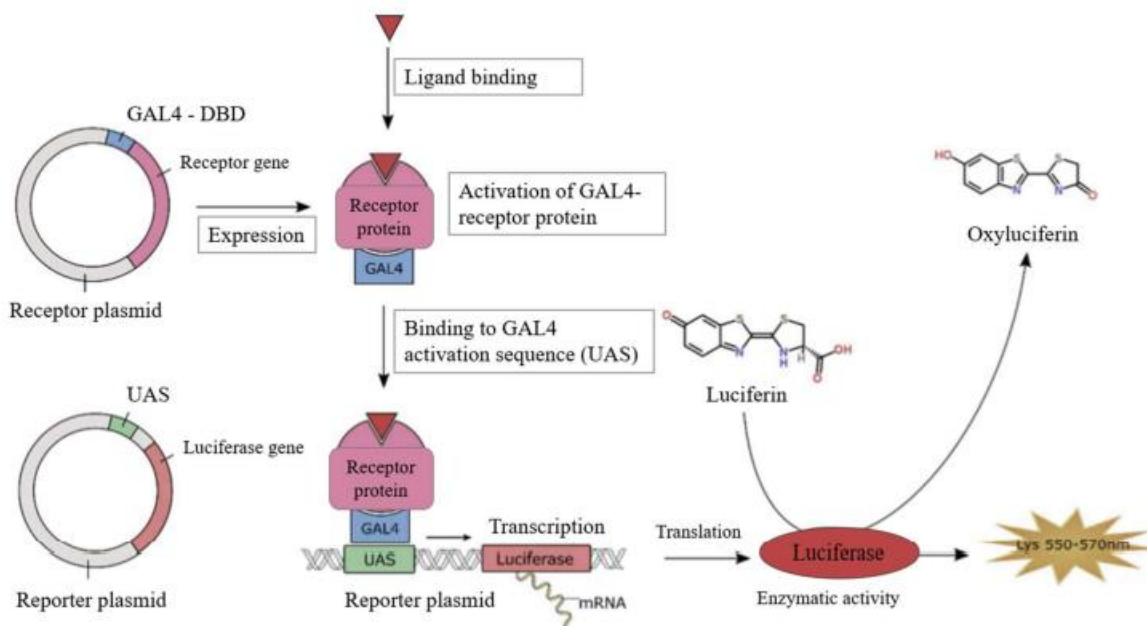 Ligand binding
GAL4 - DBD
Receptor gene
Receptor protein
GAL4
Activation of GAL4-
receptor protein
Expression
Receptor plasmid
Binding to GAL4
activation sequence (UAS)
HO
S
N
S
N
O
Oxyluciferin
O
S
N
S
N
H
H
O
OH
Luciferin
UAS
Luciferase gene
Reporter plasmid
Receptor
protein
GAL4
UAS
Transcription
Luciferase
mRNA
Reporter plasmid
Translation
Luciferase
Enzymatic activity
Lys 550-570nm